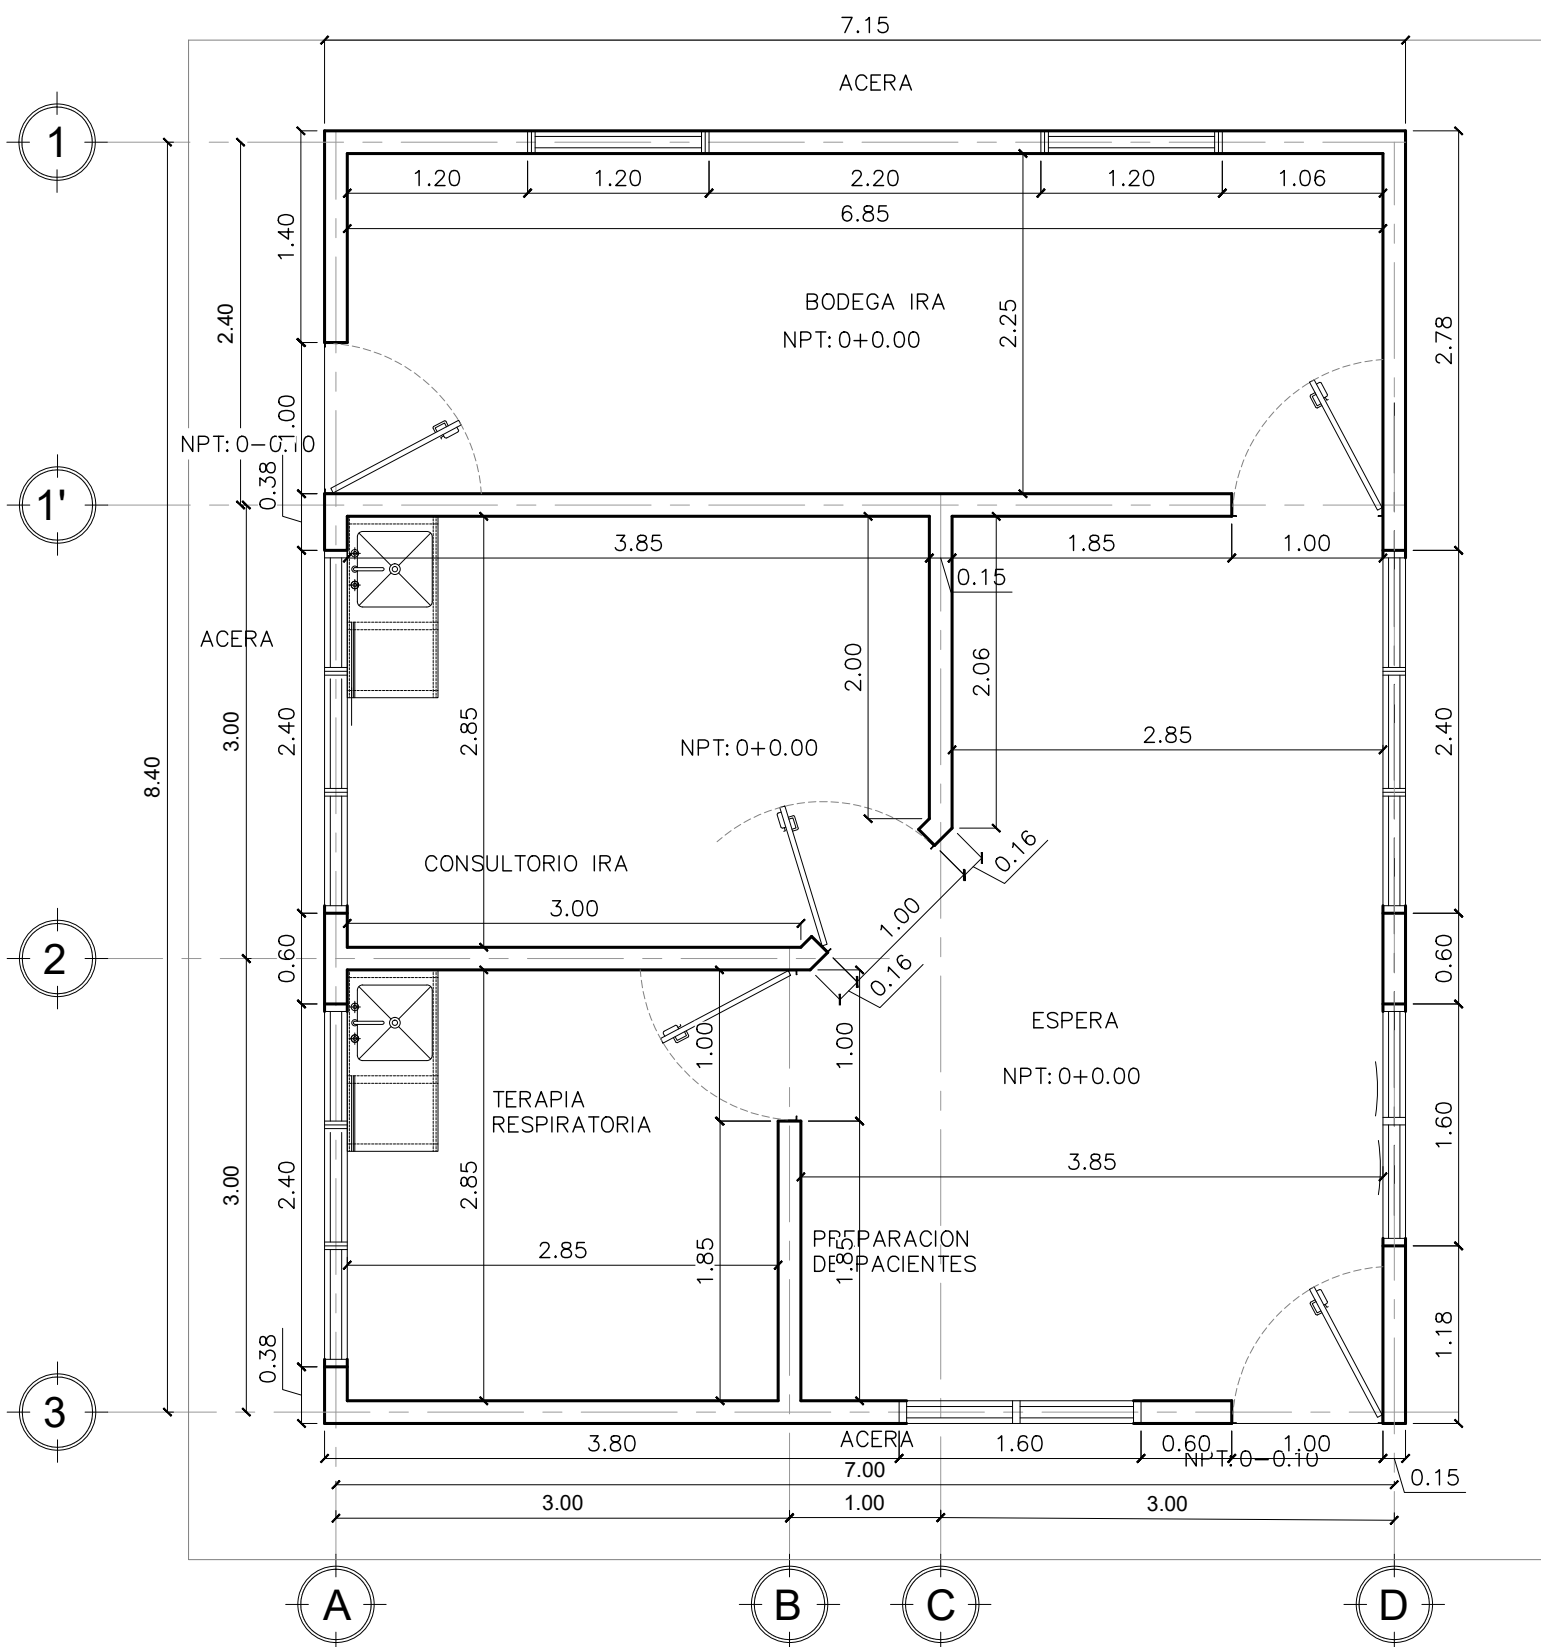 7.15
ACERA
1
1.20
1.20
2.20
1.20
1.06
6.85
1.40
2.40
BODEGA IRA
NPT: 0+0.00
2.25
2.78
1.00
NPT: 0-0.10
0.38
1'
3.85
1.85
1.00
0.15
ACERA
2.00
2.06
2.40
3.00
2.85
NPT: 0+0.00
2.85
2.40
8.40
CONSULTORIO IRA
0.16
3.00
1.00
2
0.60
0.16
0.60
1.00
1.00
ESPERA
NPT: 0+0.00
TERAPIA
RESPIRATORIA
1.60
3.00
2.40
2.85
3.85
2.85
1.85
1.85
PREPARACION
DE PACIENTES
0.38
1.18
3
3.80
ACERA
1.60
0.60
1.00
NPT: 0-0.10
7.00
0.15
3.00
1.00
3.00
A
B
C
D